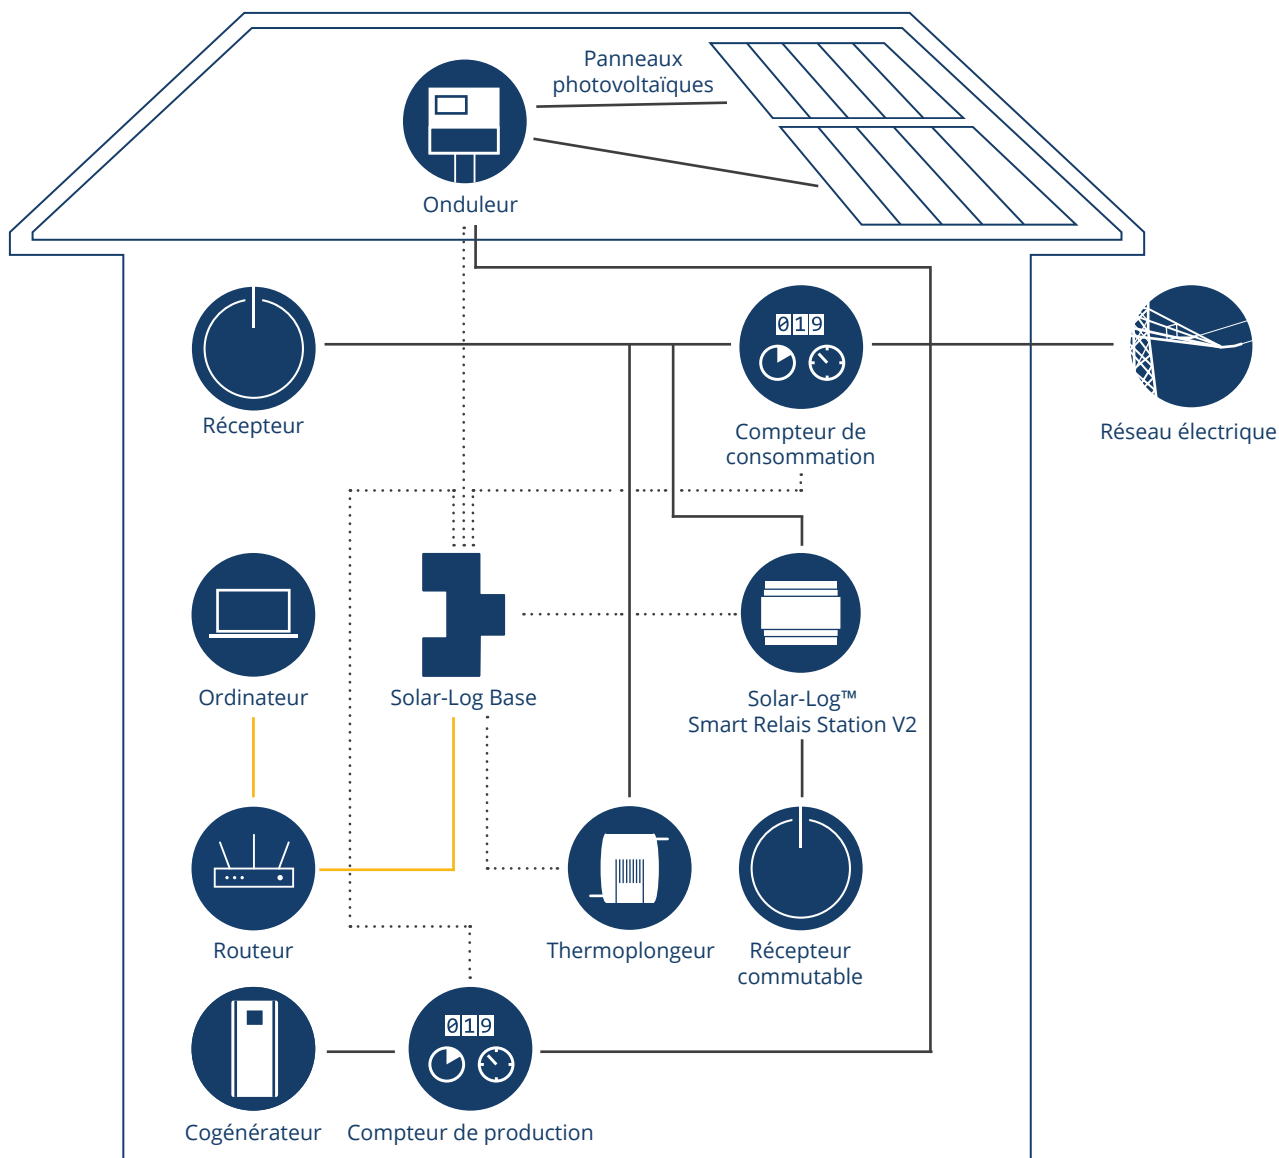 Panneaux
photovoltaïques
Onduleur
019
Récepteur
Compteur de
consommation
Réseau électrique
Ordinateur
Solar-Log Base
Solar-Log™
Smart Relais Station V2
Routeur
Thermoplongeur
Récepteur
commutable
019
Cogénérateur
Compteur de production